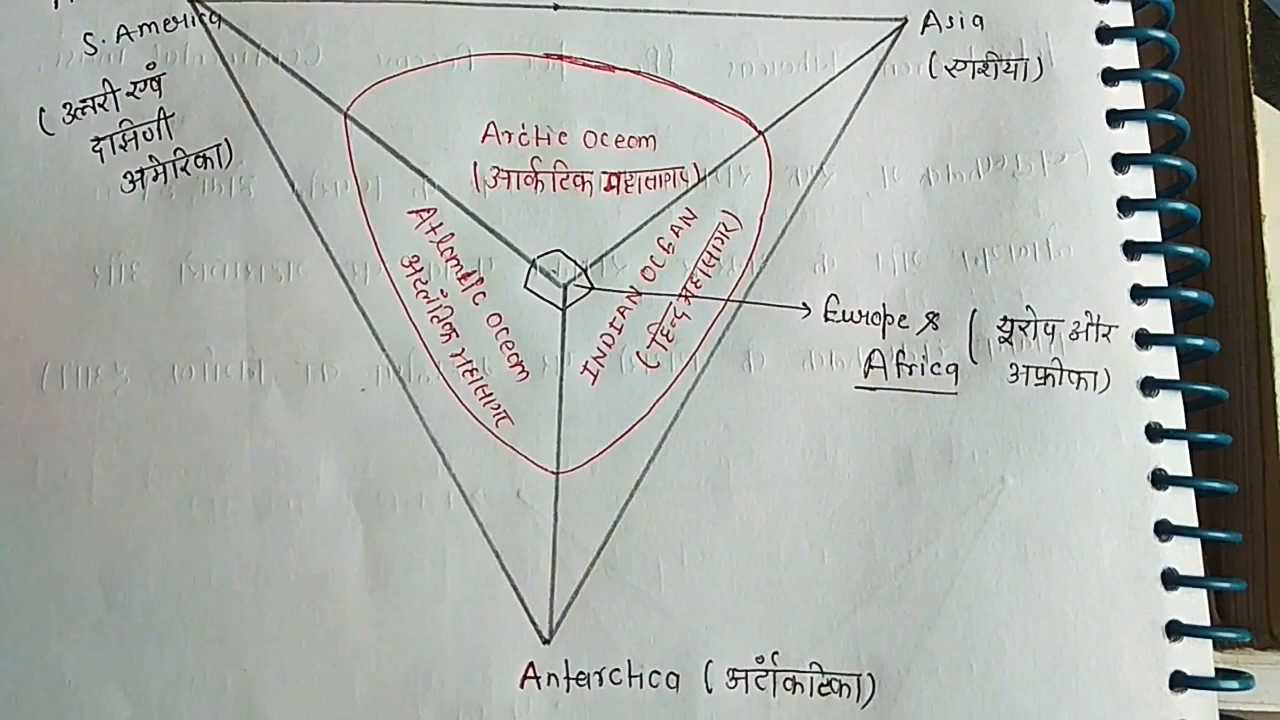 S. America
(उत्तरी एवं
दक्षिणी
अमेरिका)
Asia
(एशिया)
Arctic Ocean
(आर्कटिक महासागर)
Atlantic Ocean
अटलांटिक महासागर
INDIAN OCEAN
(हिन्द महासागर)
Europe & (यूरोप और
Africa अफ्रीका)
Antarctica (अंटार्कटिका)